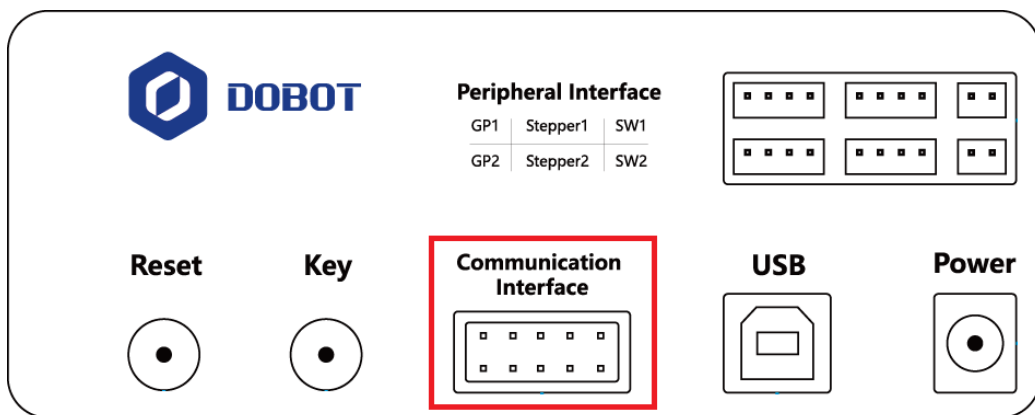 DOBOT
Peripheral Interface
GP1 Stepper1 SW1
GP2 Stepper2 SW2
Reset
Key
Communication
Interface
USB
Power